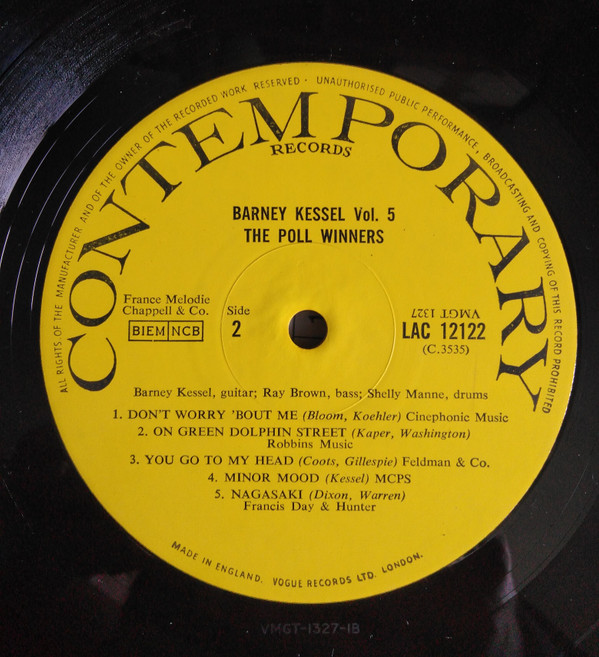 ALL RIGHTS OF THE MANUFACTURER AND OF THE OWNER OF THE RECORDED WORK RESERVED · UNAUTHORISED PUBLIC PERFORMANCE, BROADCASTING AND COPYING OF THIS RECORD PROHIBITED
CONTEMPORARY
RECORDS
BARNEY KESSEL Vol. 5
THE POLL WINNERS
France Melodie
Chappell & Co.
BIEM NCB
Side
2
VMGT 1327
LAC 12122
(C.3535)
Barney Kessel, guitar; Ray Brown, bass; Shelly Manne, drums
1. DON'T WORRY 'BOUT ME (Bloom, Koehler) Cinephonic Music
2. ON GREEN DOLPHIN STREET (Kaper, Washington)
Robbins Music
3. YOU GO TO MY HEAD (Coots, Gillespie) Feldman & Co.
4. MINOR MOOD (Kessel) MCPS
5. NAGASAKI (Dixon, Warren)
Francis Day & Hunter
MADE IN ENGLAND. VOGUE RECORDS LTD. LONDON.
VMGT-1327-1B